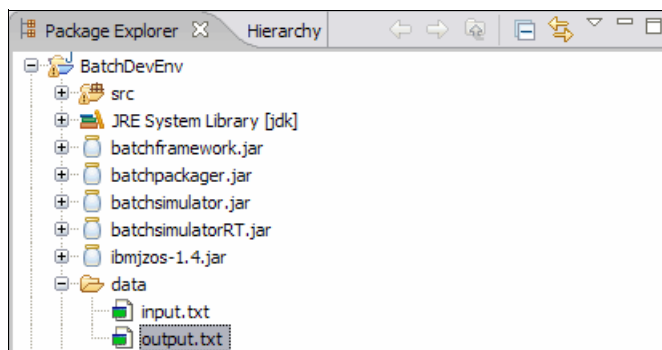 Package Explorer Hierarchy
BatchDevEnv
src
JRE System Library [jdk]
batchframework.jar
batchpackager.jar
batchsimulator.jar
batchsimulatorRT.jar
ibmjzos-1.4.jar
data
input.txt
output.txt